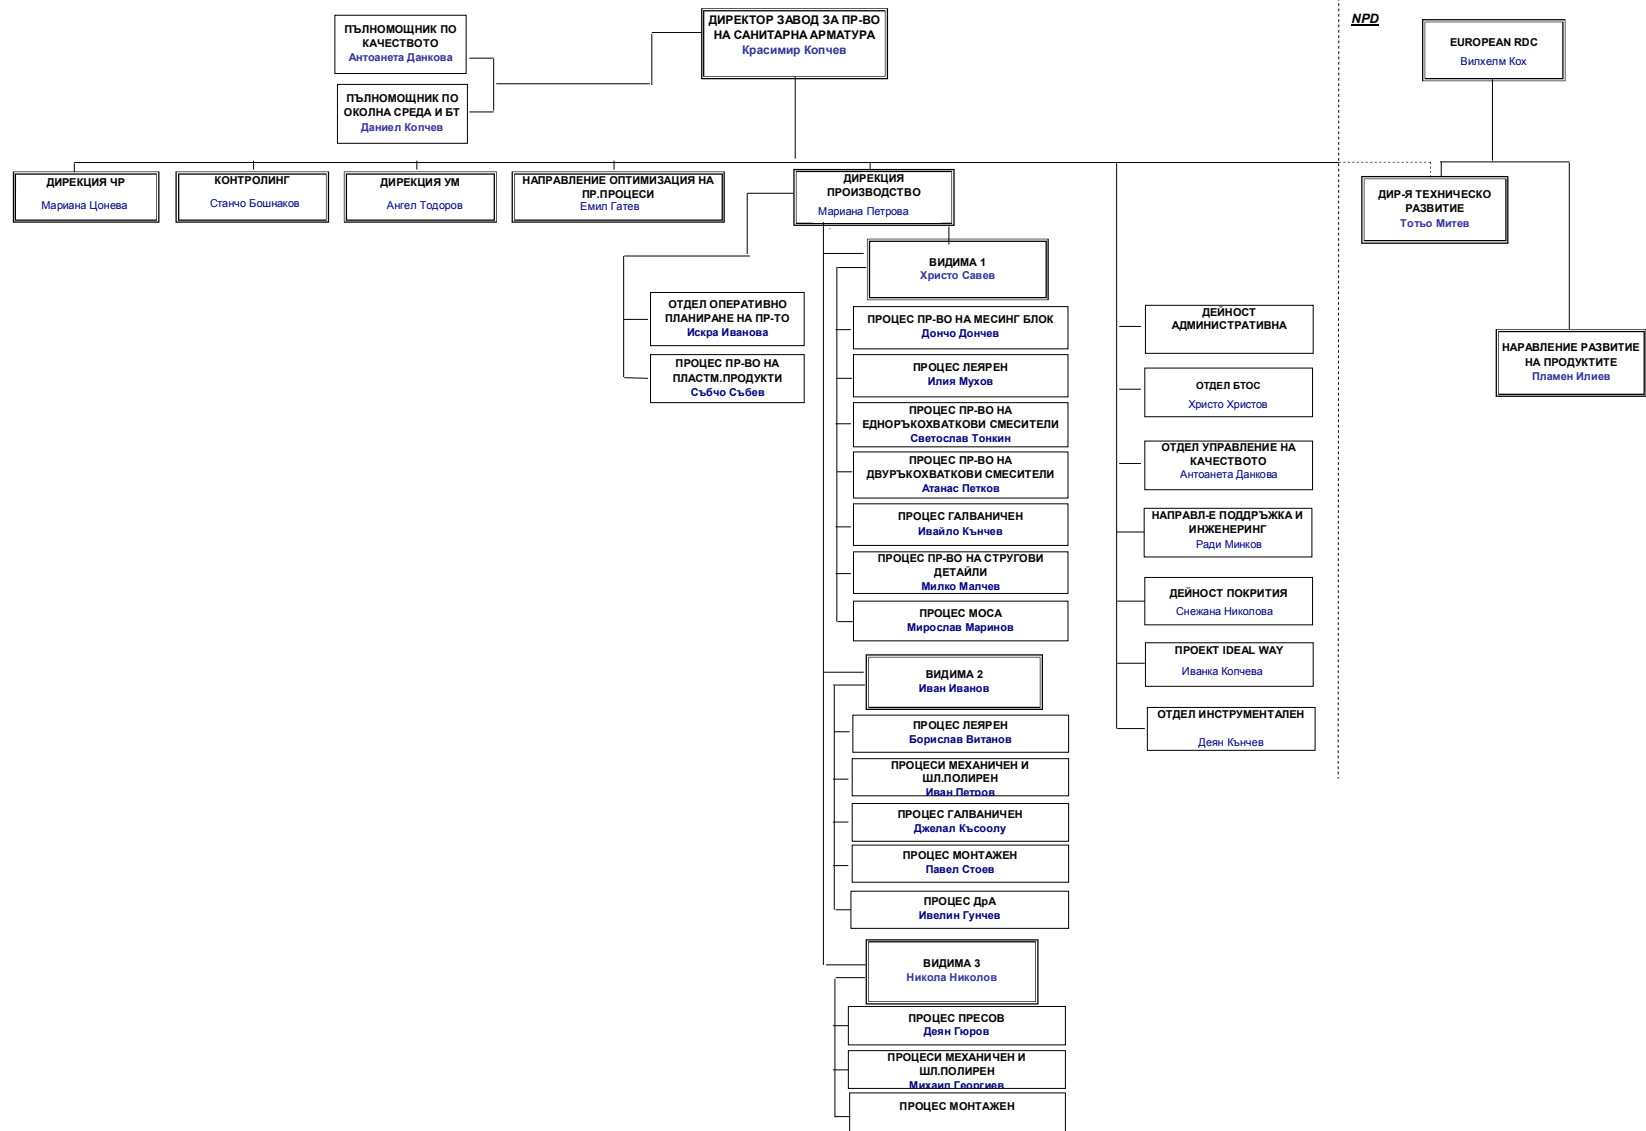 NPD
ДИРЕКТОР ЗАВОД ЗА ПР-ВО
НА САНИТАРНА АРМАТУРА
Красимир Копчев
ПЪЛНОМОЩНИК ПО
КАЧЕСТВОТО
Антоанета Данкова
ПЪЛНОМОЩНИК ПО
ОКОЛНА СРЕДА И БТ
Даниел Копчев
EUROPEAN RDC
Вилхелм Кох
ДИРЕКЦИЯ ЧР
Мариана Цонева
КОНТРОЛИНГ
Станчо Бошнаков
ДИРЕКЦИЯ УМ
Ангел Тодоров
НАПРАВЛЕНИЕ ОПТИМИЗАЦИЯ НА
ПР.ПРОЦЕСИ
Емил Гатев
ДИРЕКЦИЯ
ПРОИЗВОДСТВО
Мариана Петрова
ДИР-Я ТЕХНИЧЕСКО
РАЗВИТИЕ
Тотьо Митев
НАРАВЛЕНИЕ РАЗВИТИЕ
НА ПРОДУКТИТЕ
Пламен Илиев
ОТДЕЛ ОПЕРАТИВНО
ПЛАНИРАНЕ НА ПР-ТО
Искра Иванова
ПРОЦЕС ПР-ВО НА
ПЛАСТМ.ПРОДУКТИ
Събчо Събев
ВИДИМА 1
Христо Савев
ПРОЦЕС ПР-ВО НА МЕСИНГ БЛОК
Дончо Дончев
ПРОЦЕС ЛЕЯРЕН
Илия Мухов
ПРОЦЕС ПР-ВО НА
ЕДНОРЪКОХВАТКОВИ СМЕСИТЕЛИ
Светослав Тонкин
ПРОЦЕС ПР-ВО НА
ДВУРЪКОХВАТКОВИ СМЕСИТЕЛИ
Атанас Петков
ПРОЦЕС ГАЛВАНИЧЕН
Ивайло Кънчев
ПРОЦЕС ПР-ВО НА СТРУГОВИ
ДЕТАЙЛИ
Милко Малчев
ПРОЦЕС МОСА
Мирослав Маринов
ВИДИМА 2
Иван Иванов
ПРОЦЕС ЛЕЯРЕН
Борислав Витанов
ПРОЦЕСИ МЕХАНИЧЕН И
ШЛ.ПОЛИРЕН
Иван Петров
ПРОЦЕС ГАЛВАНИЧЕН
Джелал Късоолу
ПРОЦЕС МОНТАЖЕН
Павел Стоев
ПРОЦЕС ДрА
Ивелин Гунчев
ВИДИМА 3
Никола Николов
ПРОЦЕС ПРЕСОВ
Деян Гюров
ПРОЦЕСИ МЕХАНИЧЕН И
ШЛ.ПОЛИРЕН
Михаил Георгиев
ПРОЦЕС МОНТАЖЕН
ДЕЙНОСТ
АДМИНИСТРАТИВНА
ОТДЕЛ БТОС
Христо Христов
ОТДЕЛ УПРАВЛЕНИЕ НА
КАЧЕСТВОТО
Антоанета Данкова
НАПРАВЛ-Е ПОДДРЪЖКА И
ИНЖЕНЕРИНГ
Ради Минков
ДЕЙНОСТ ПОКРИТИЯ
Снежана Николова
ПРОЕКТ IDEAL WAY
Иванка Копчева
ОТДЕЛ ИНСТРУМЕНТАЛЕН
Деян Кънчев